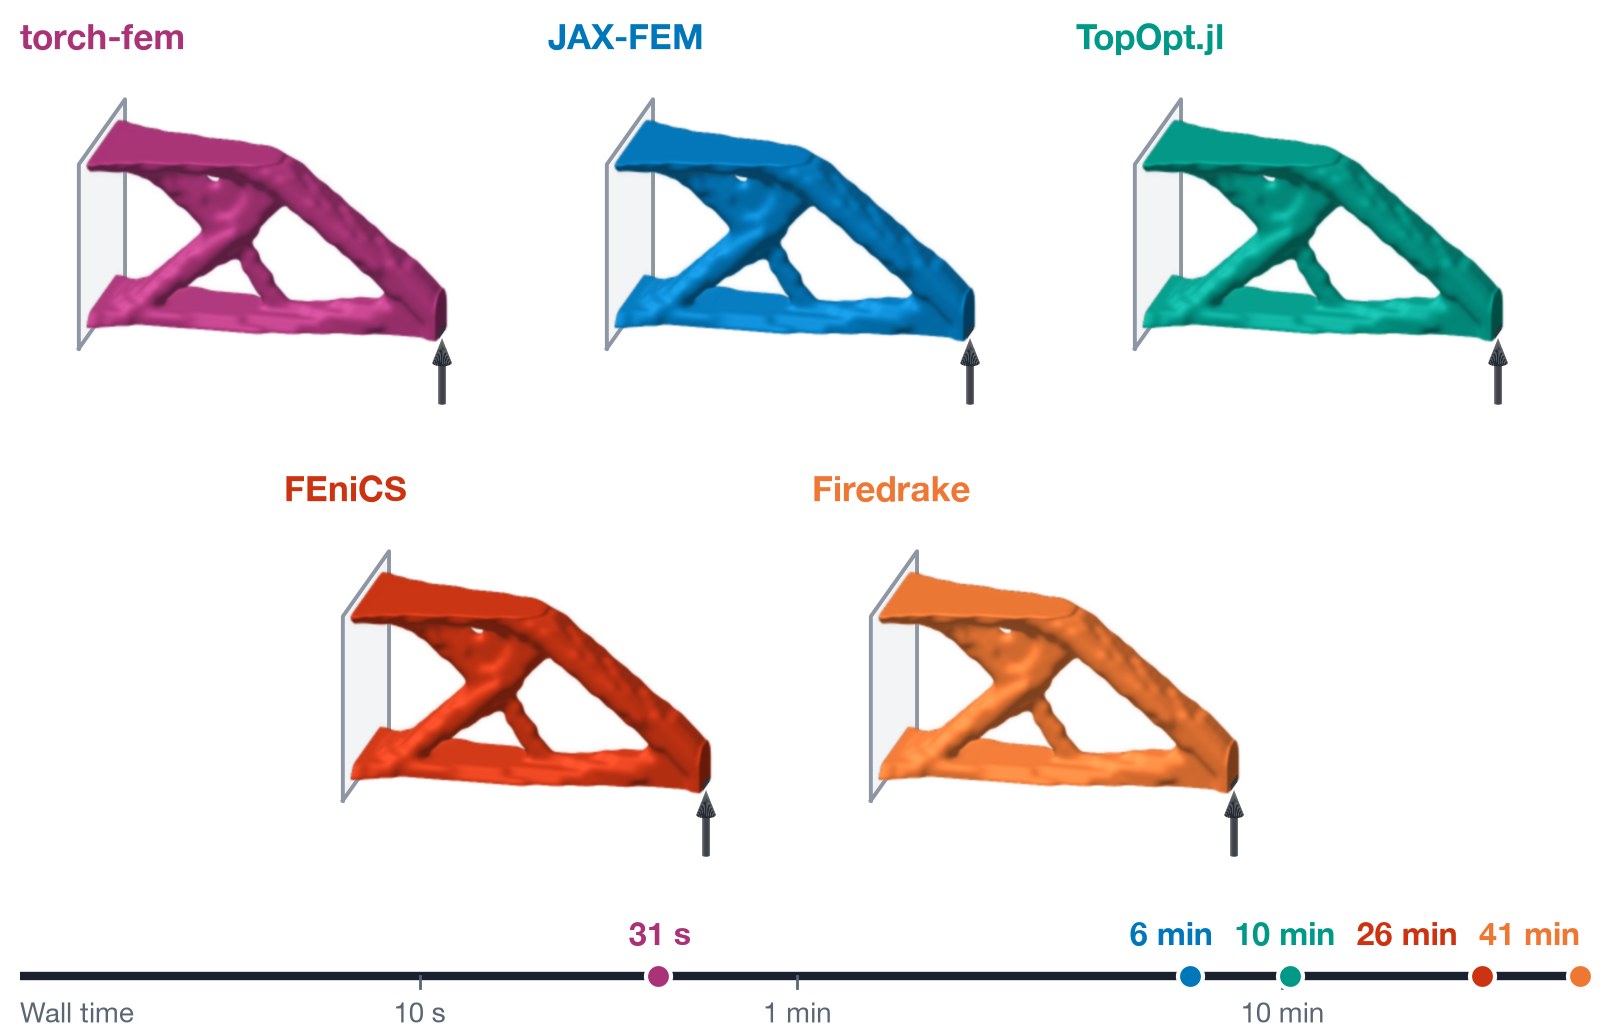 torch-fem
JAX-FEM
TopOpt.jl
FEniCS
Firedrake
31 s
6 min
10 min
26 min
41 min
Wall time
10 s
1 min
10 min